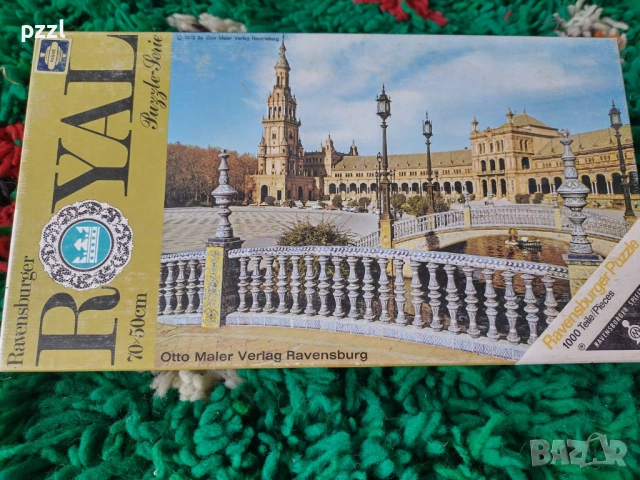 pzzl
Ravensburger
ROYAL
Puzzle-Serie
70×50cm
Otto Maier Verlag Ravensburg
Ravensburger Puzzle
1000 Teile/Pieces
BAZAR